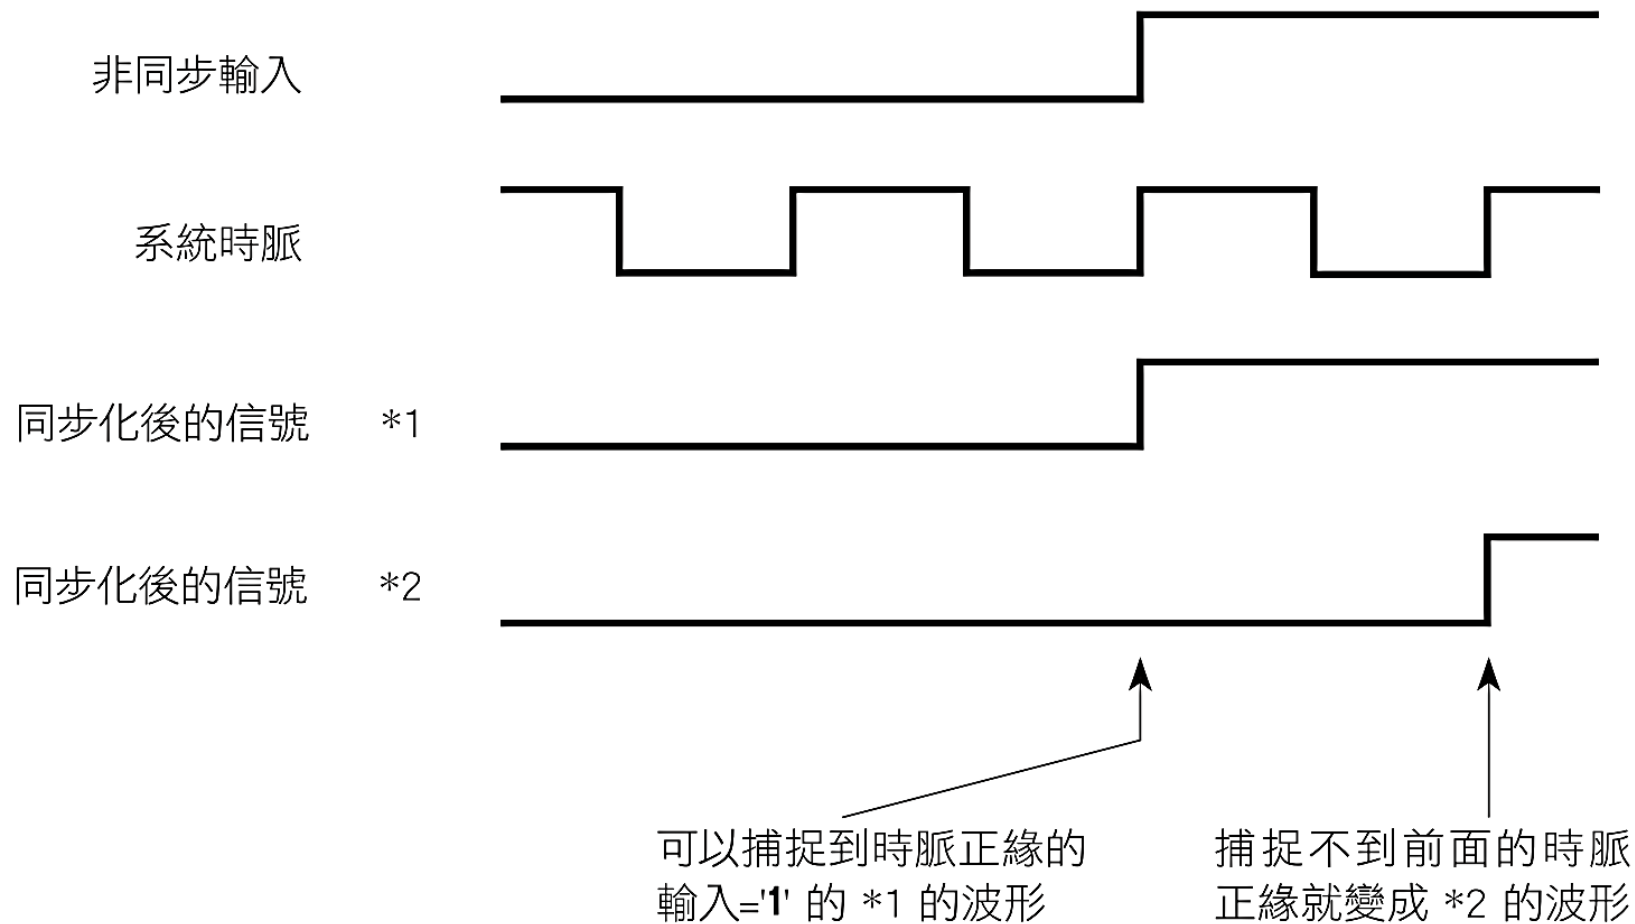 非同步輸入
系統時脈
同步化後的信號 *1
同步化後的信號 *2
可以捕捉到時脈正緣的
輸入='1' 的 *1 的波形
捕捉不到前面的時脈
正緣就變成 *2 的波形